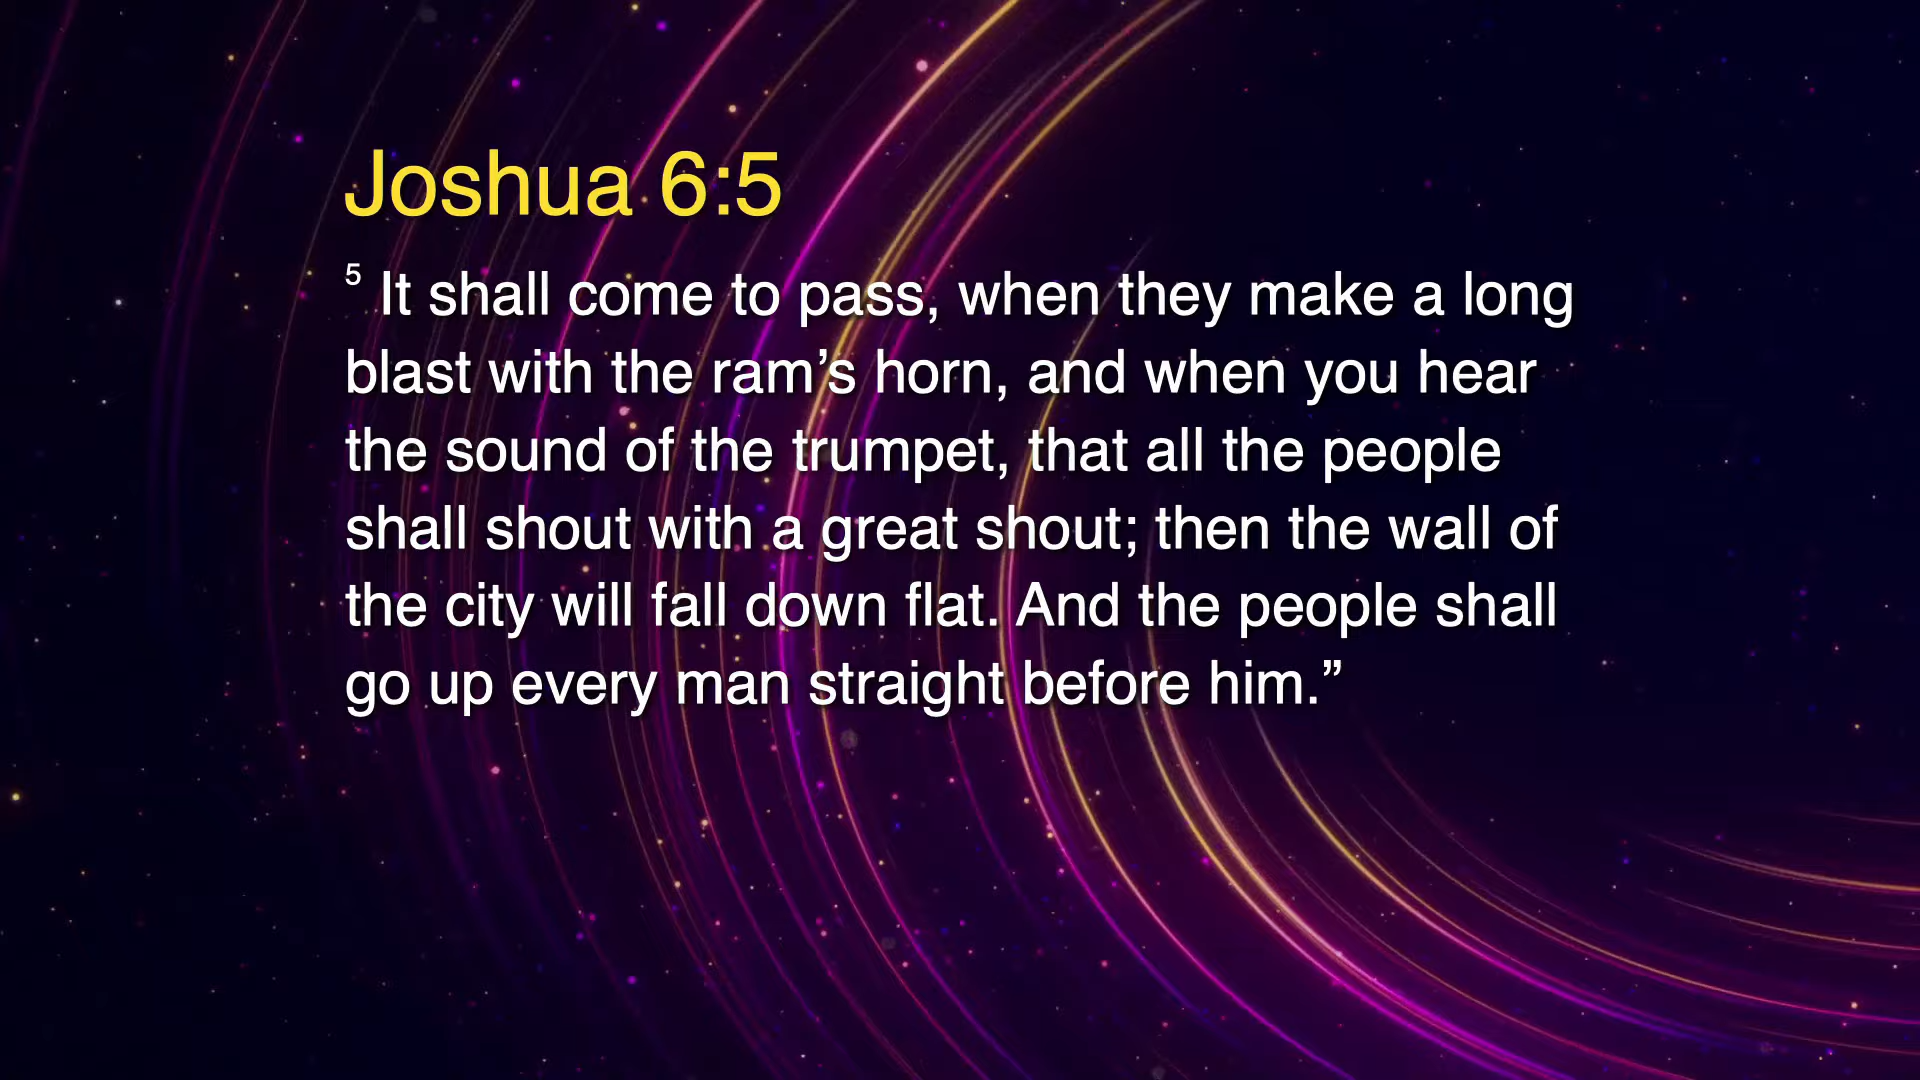 Joshua 6:5
5 It shall come to pass, when they make a long
blast with the ram’s horn, and when you hear
the sound of the trumpet, that all the people
shall shout with a great shout; then the wall of
the city will fall down flat. And the people shall
go up every man straight before him.”